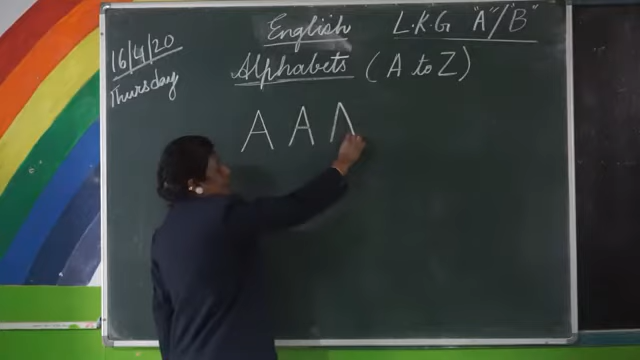 16/4/20
Thursday
English L.K.G "A"/"B"
Alphabets (A to Z)
A A Λ